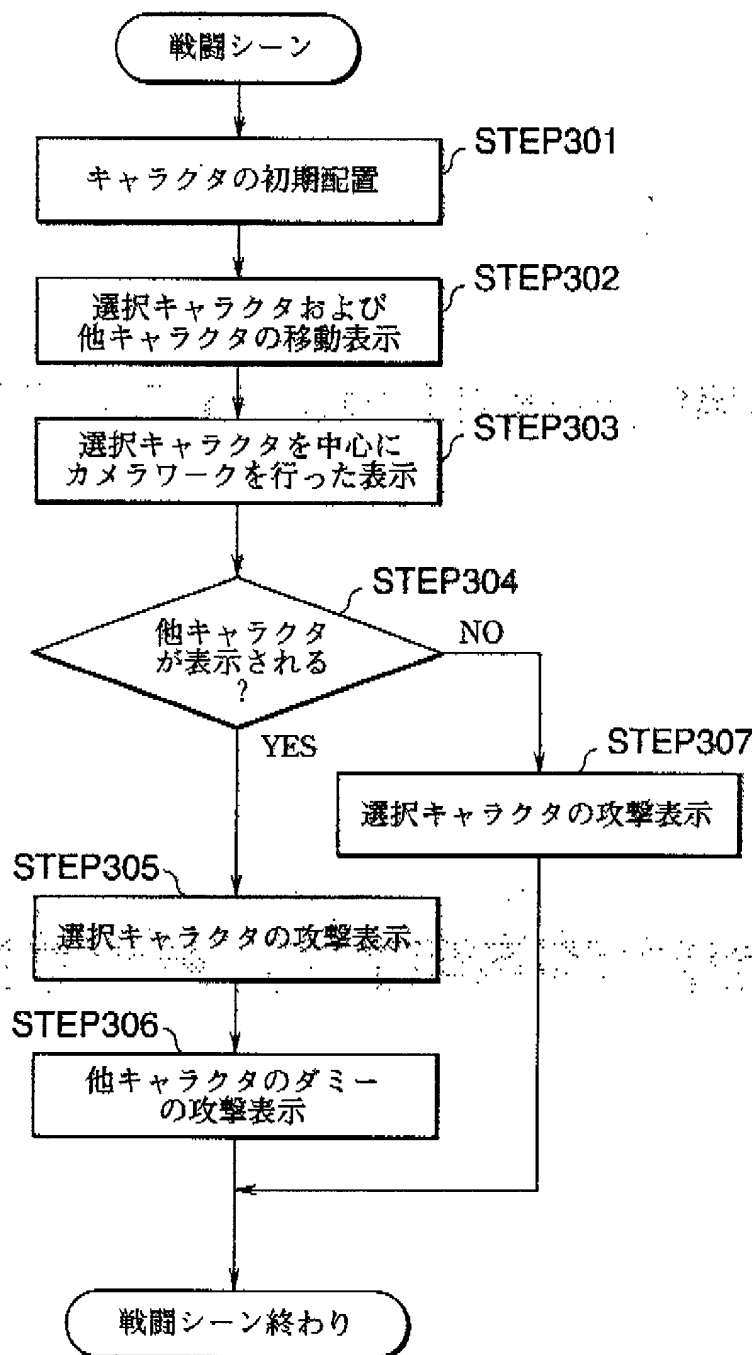 戦闘シーン
STEP301
キャラクタの初期配置
STEP302
選択キャラクタおよび
他キャラクタの移動表示
STEP303
選択キャラクタを中心に
カメラワークを行った表示
STEP304
他キャラクタ
が表示される
?
NO
YES
STEP307
選択キャラクタの攻撃表示
STEP305
選択キャラクタの攻撃表示
STEP306
他キャラクタのダミー
の攻撃表示
戦闘シーン終わり